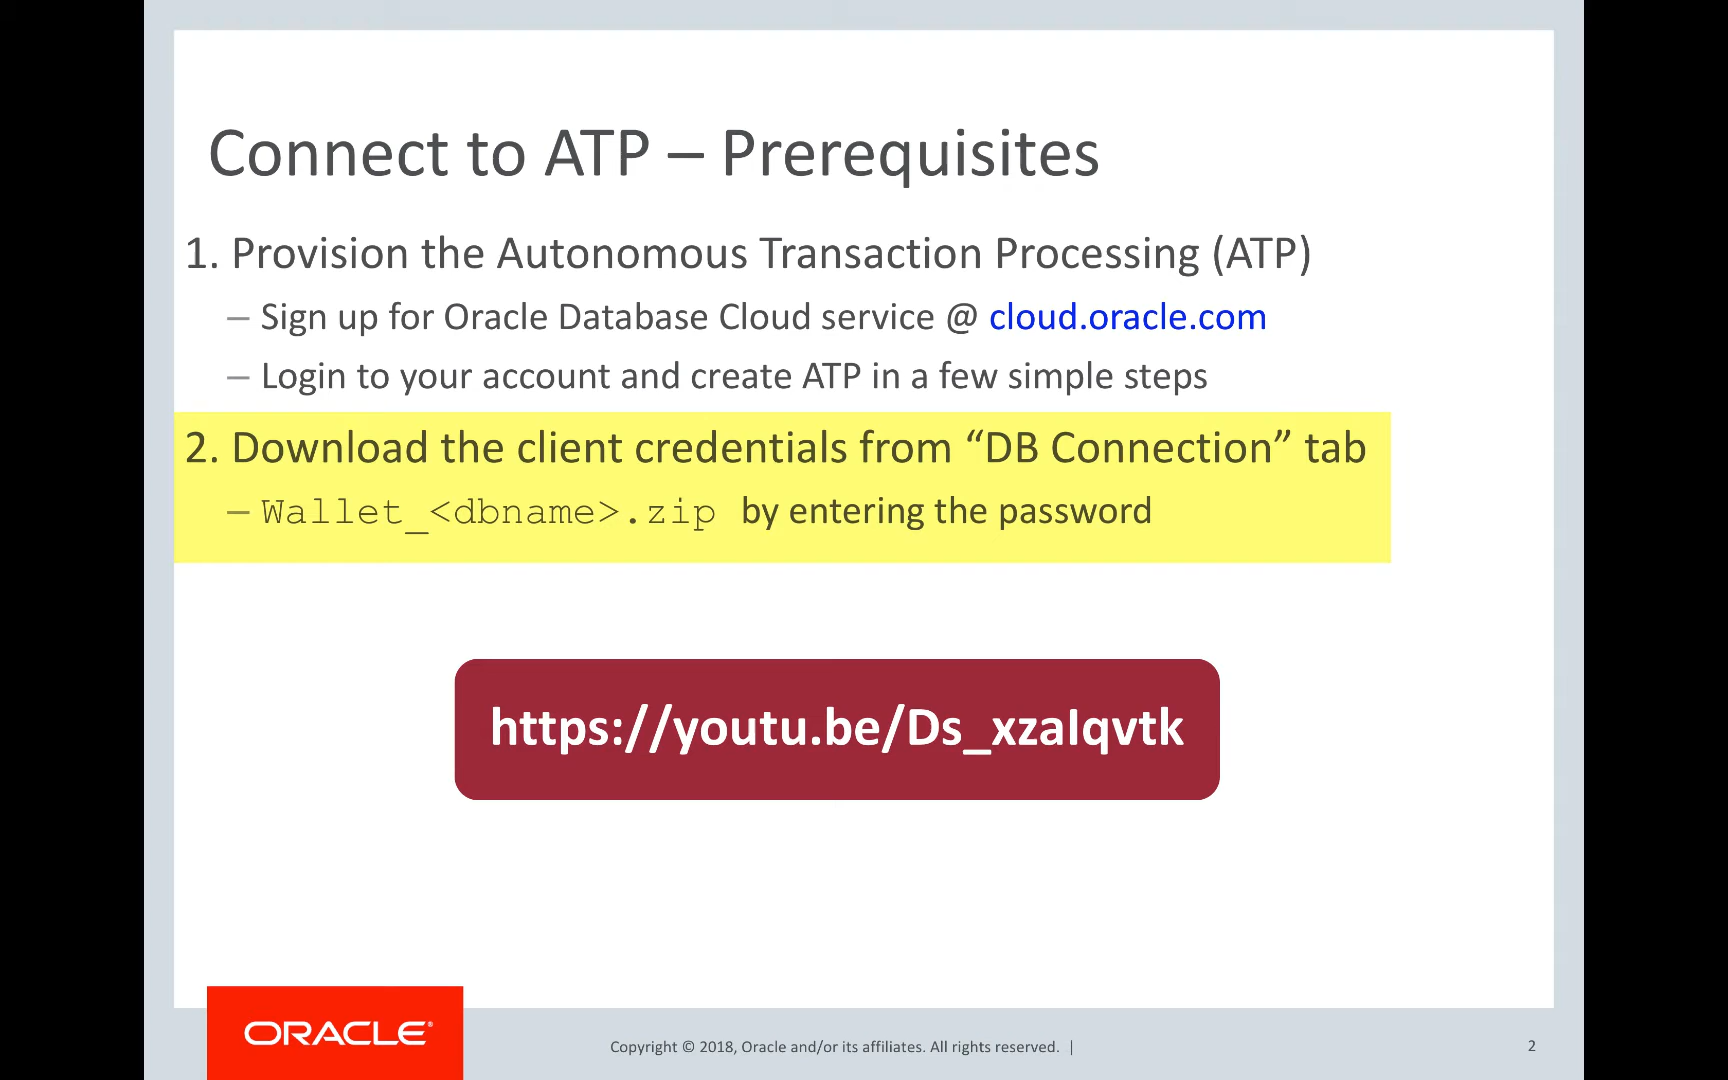 Connect to ATP – Prerequisites
1. Provision the Autonomous Transaction Processing (ATP)
– Sign up for Oracle Database Cloud service @ cloud.oracle.com
– Login to your account and create ATP in a few simple steps
2. Download the client credentials from “DB Connection” tab
– Wallet_<dbname>.zip by entering the password
https://youtu.be/Ds_xzaIqvtk
ORACLE®
Copyright © 2018, Oracle and/or its affiliates. All rights reserved. |
2